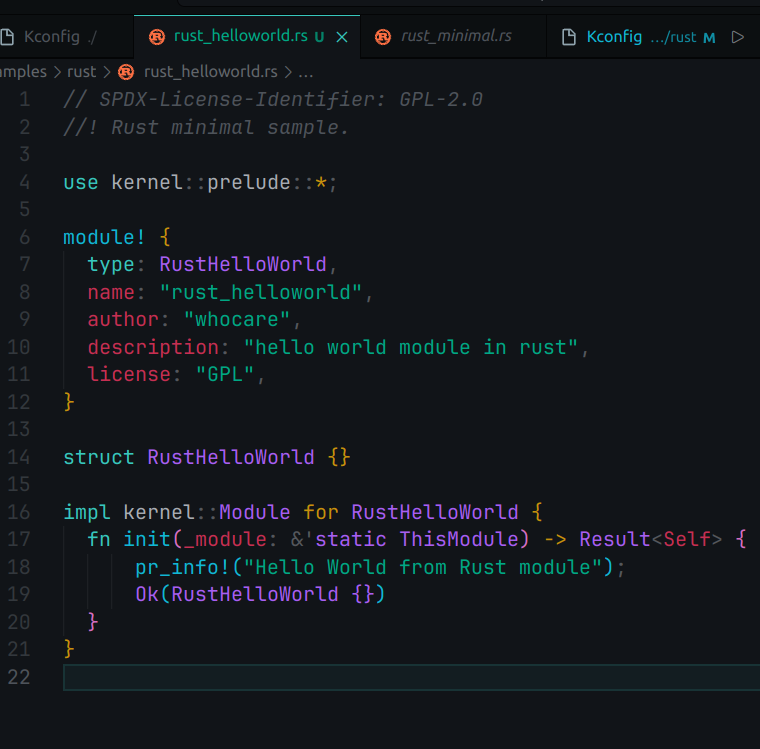 Kconfig ./ rust_helloworld.rs U rust_minimal.rs Kconfig .../rust M
amples > rust > rust_helloworld.rs > ...
1 // SPDX-License-Identifier: GPL-2.0
2 //! Rust minimal sample.
3
4 use kernel::prelude::*;
5
6 module! {
7   type: RustHelloWorld,
8   name: "rust_helloworld",
9   author: "whocare",
10   description: "hello world module in rust",
11   license: "GPL",
12 }
13
14 struct RustHelloWorld {}
15
16 impl kernel::Module for RustHelloWorld {
17   fn init(_module: &'static ThisModule) -> Result<Self> {
18       pr_info!("Hello World from Rust module");
19       Ok(RustHelloWorld {})
20   }
21 }
22